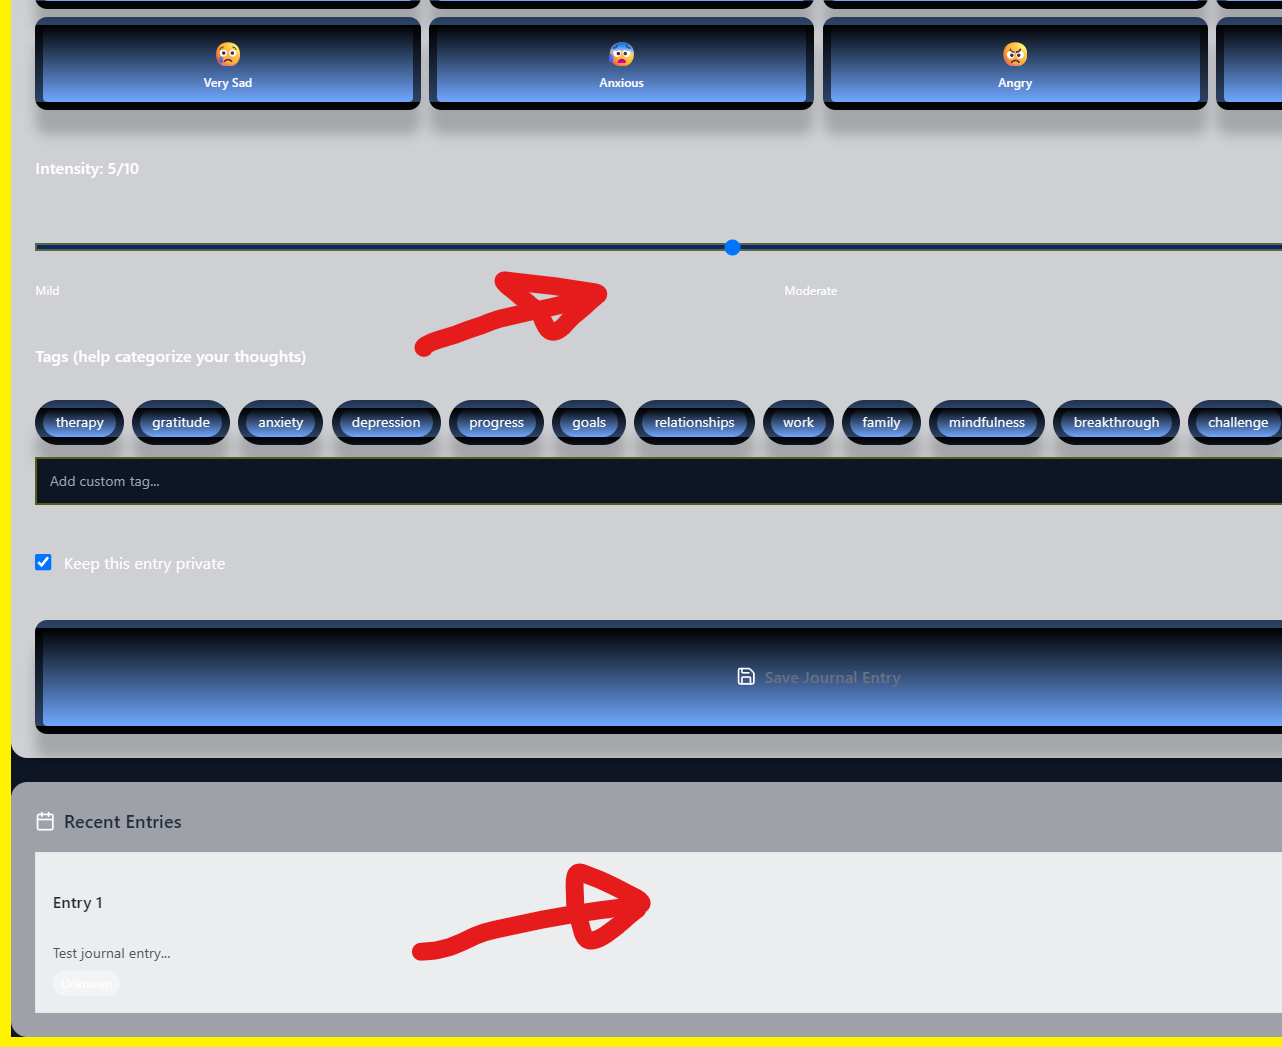 Very Sad
Anxious
Angry
Intensity: 5/10
Mild
Moderate
Tags (help categorize your thoughts)
therapy gratitude anxiety depression progress goals relationships work family mindfulness breakthrough challenge
Add custom tag...
Keep this entry private
Save Journal Entry
Recent Entries
Entry 1
Test journal entry...
Unknown